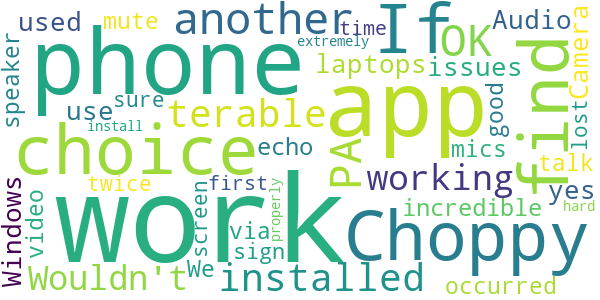 used
mute
another
time
If
Audio
extremely
OK
Camera
speaker
phone
app
find
laptops
issues
use
sure
terable
good
lost
install
choice
echo
PA
mics
talk
twice
first
working
yes
Windows
video
work
screen
We
via
sign
properly
Choppy
incredible
hard
Wouldn't
installed
occurred